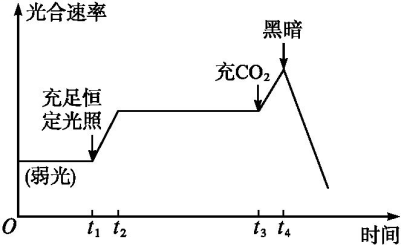 光合速率
黑暗
充CO₂
充足恒
定光照
(弱光)
O
t₁
t₂
t₃
t₄
时间